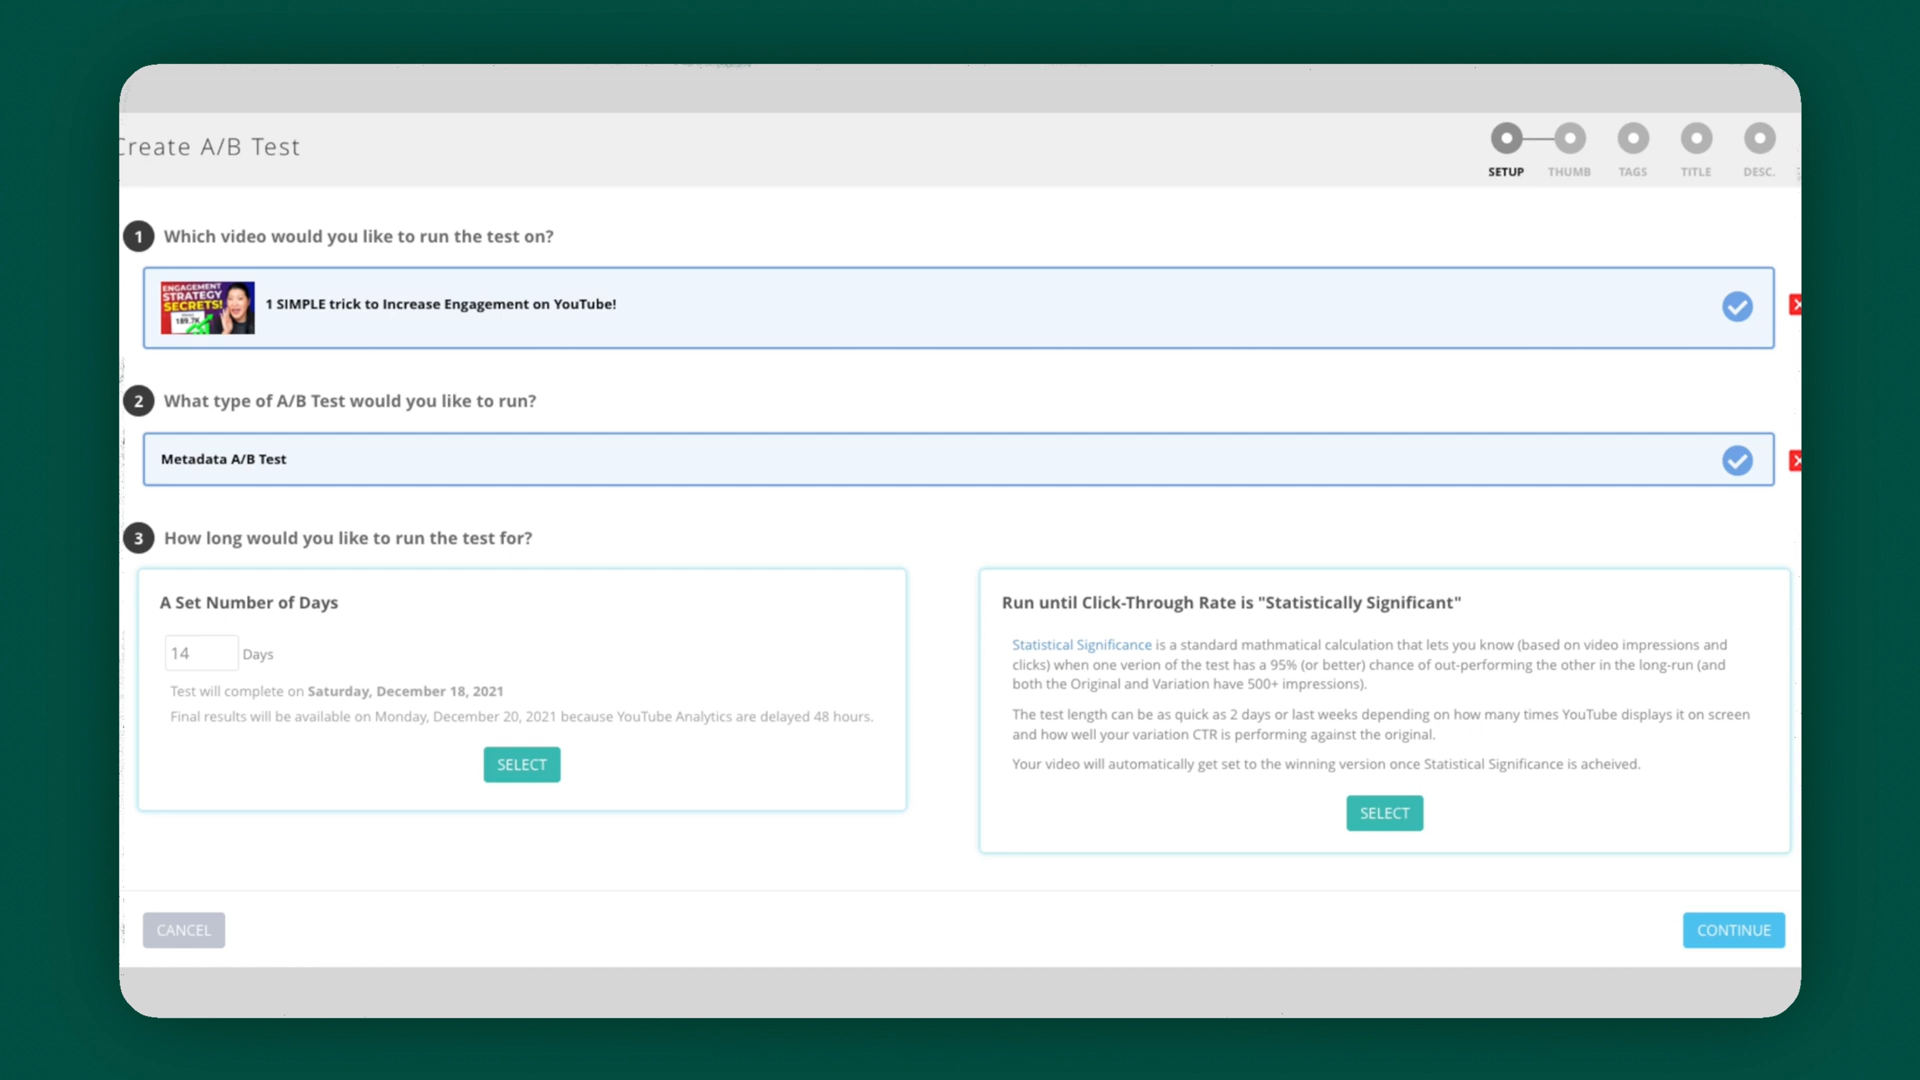 Create A/B Test
SETUP THUMB TAGS TITLE DESC.
1 Which video would you like to run the test on?
ENGAGEMENT
STRATEGY
SECRETS!
189.7K
1 SIMPLE trick to Increase Engagement on YouTube!
2 What type of A/B Test would you like to run?
Metadata A/B Test
3 How long would you like to run the test for?
A Set Number of Days
14 Days
Test will complete on Saturday, December 18, 2021
Final results will be available on Monday, December 20, 2021 because YouTube Analytics are delayed 48 hours.
SELECT
Run until Click-Through Rate is "Statistically Significant"
Statistical Significance is a standard mathmatical calculation that lets you know (based on video impressions and
clicks) when one verion of the test has a 95% (or better) chance of out-performing the other in the long-run (and
both the Original and Variation have 500+ impressions).
The test length can be as quick as 2 days or last weeks depending on how many times YouTube displays it on screen
and how well your variation CTR is performing against the original.
Your video will automatically get set to the winning version once Statistical Significance is acheived.
SELECT
CANCEL
CONTINUE